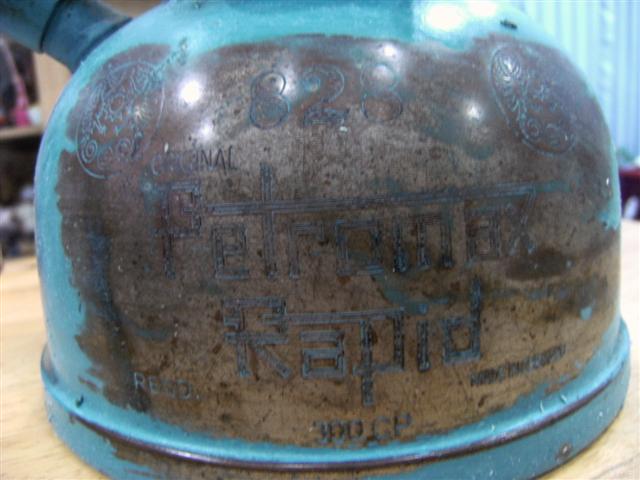 828
ORIGINAL
Petromax
Rapid
REGD. MADE IN GERMANY
300 CP